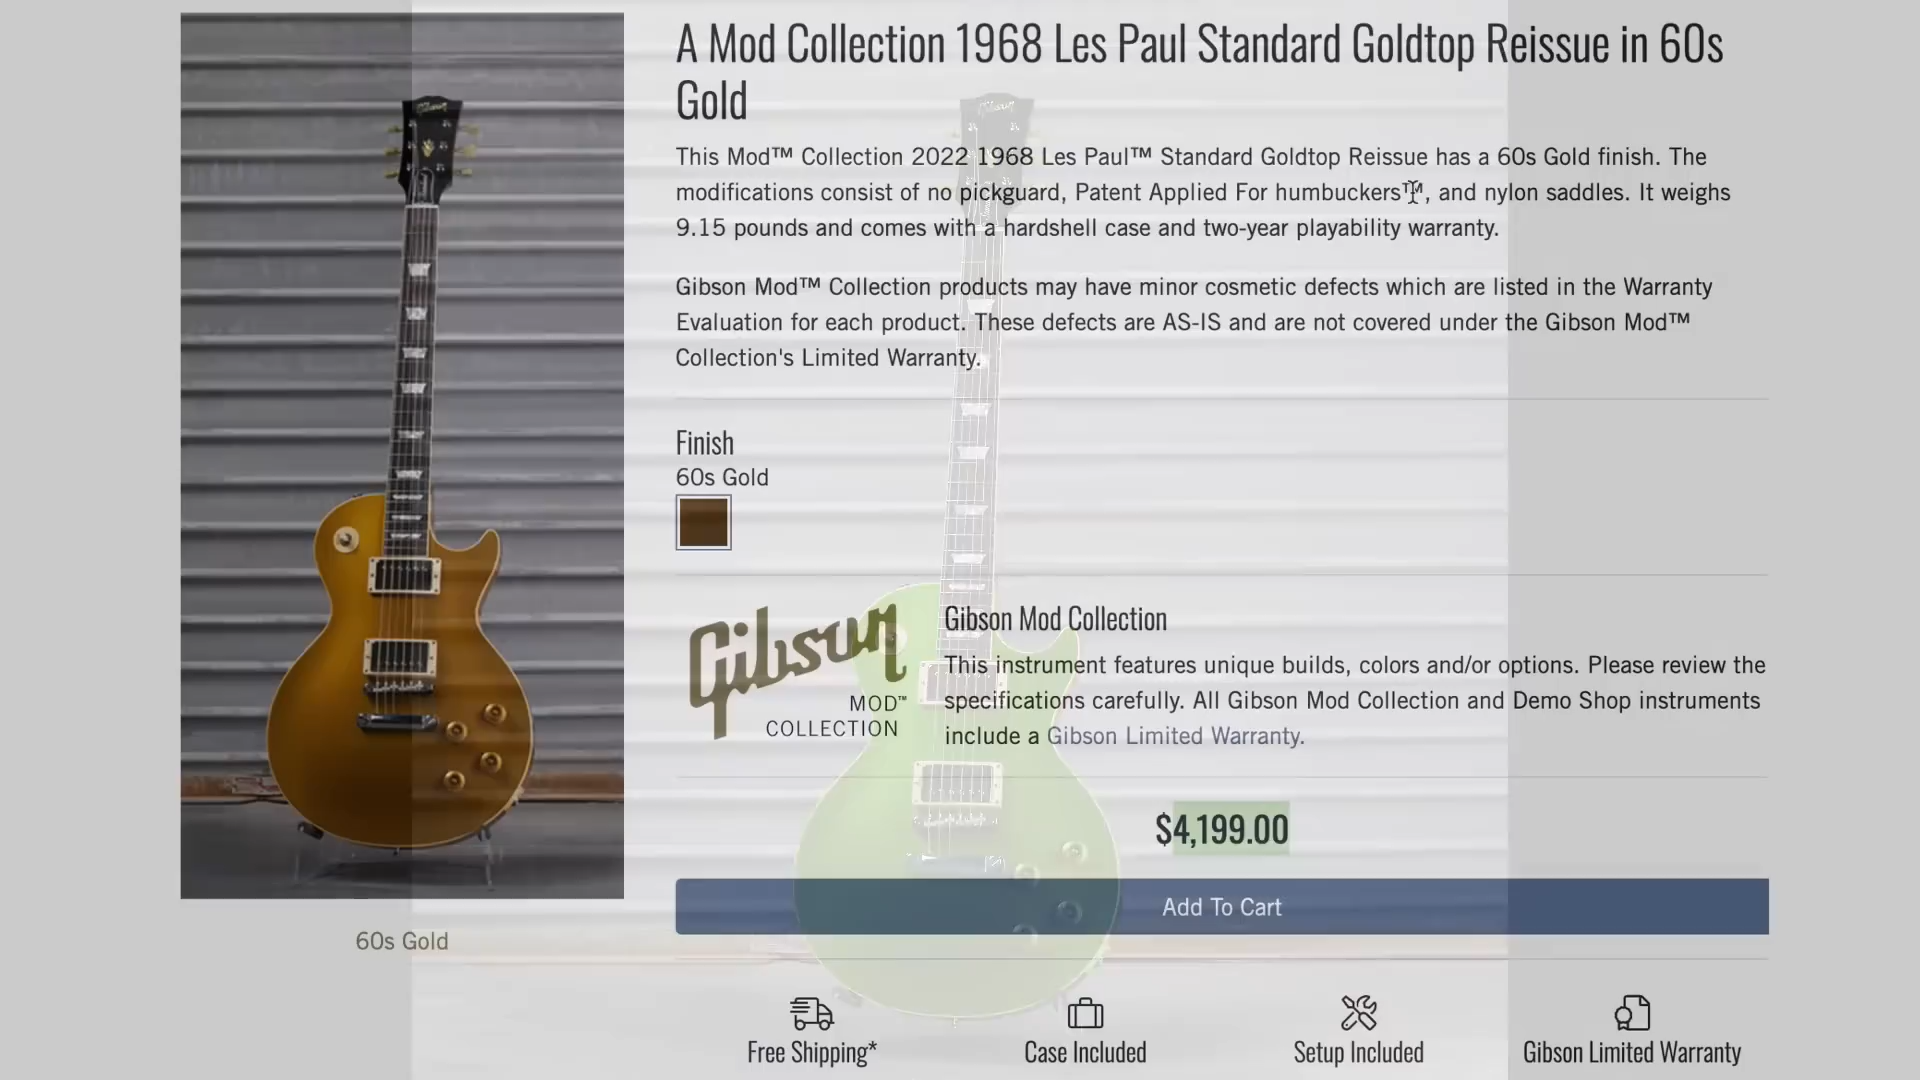 A Mod Collection 1968 Les Paul Standard Goldtop Reissue in 60s
Gold
This Mod™ Collection 2022 1968 Les Paul™ Standard Goldtop Reissue has a 60s Gold finish. The
modifications consist of no pickguard, Patent Applied For humbuckers™, and nylon saddles. It weighs
9.15 pounds and comes with a hardshell case and two-year playability warranty.
Gibson Mod™ Collection products may have minor cosmetic defects which are listed in the Warranty
Evaluation for each product. These defects are AS-IS and are not covered under the Gibson Mod™
Collection's Limited Warranty.
Finish
60s Gold
Gibson
MOD™
COLLECTION
Gibson Mod Collection
This instrument features unique builds, colors and/or options. Please review the
specifications carefully. All Gibson Mod Collection and Demo Shop instruments
include a Gibson Limited Warranty.
$4,199.00
Add To Cart
60s Gold
Free Shipping*
Case Included
Setup Included
Gibson Limited Warranty
Gibson
Gibson